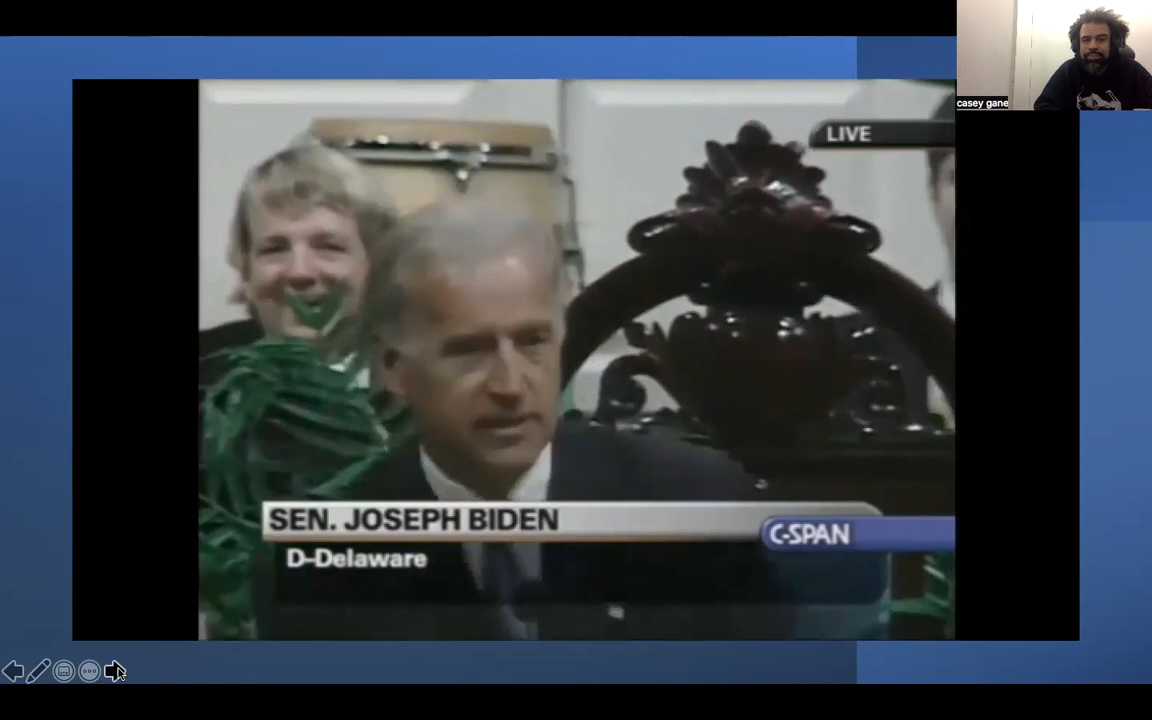 casey gane
LIVE
SEN. JOSEPH BIDEN
C-SPAN
D-Delaware